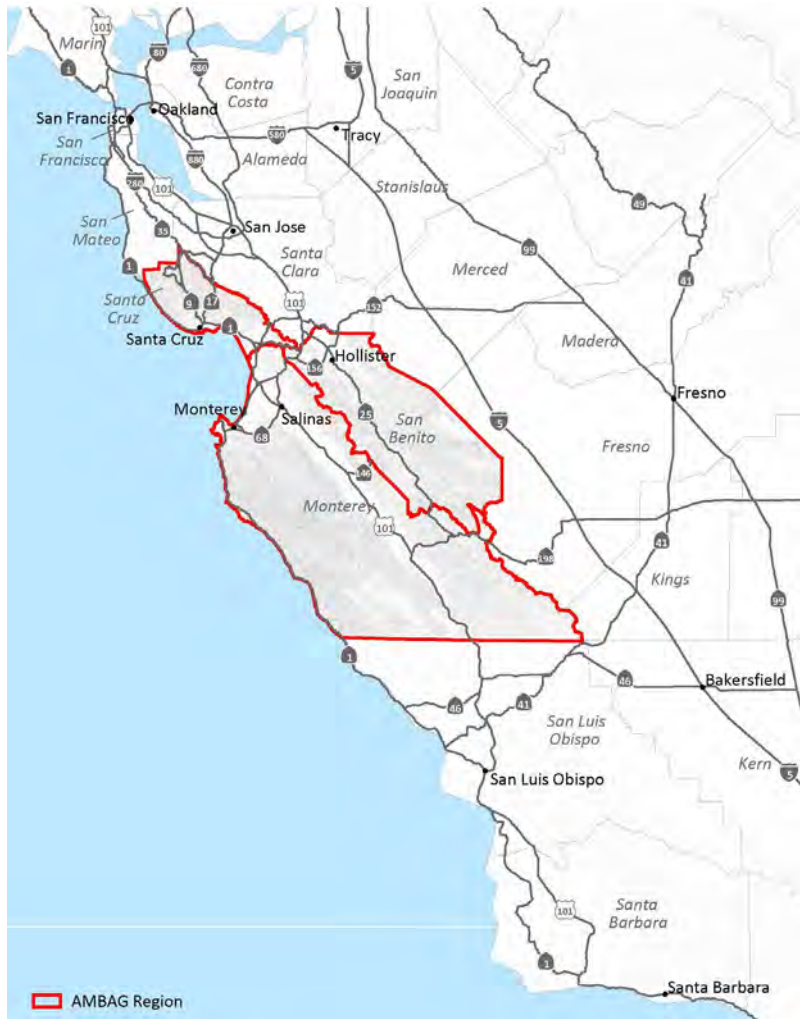 101
Marin
1
80
680
Contra
Costa
5
San
Joaquin
San Francisco
Oakland
Tracy
San
Francisco
580
880
Alameda
280
101
Stanislaus
49
San
Mateo
35
San Jose
99
Santa
Clara
Merced
41
1
101
152
Santa
Cruz
9
17
Santa Cruz
1
Hollister
156
Madera
Monterey
Salinas
25
San
Benito
Fresno
5
68
Fresno
146
Monterey
101
198
41
Kings
99
1
46
46
41
Bakersfield
San Luis
Obispo
Kern
5
San Luis Obispo
101
Santa
Barbara
1
Santa Barbara
AMBAG Region